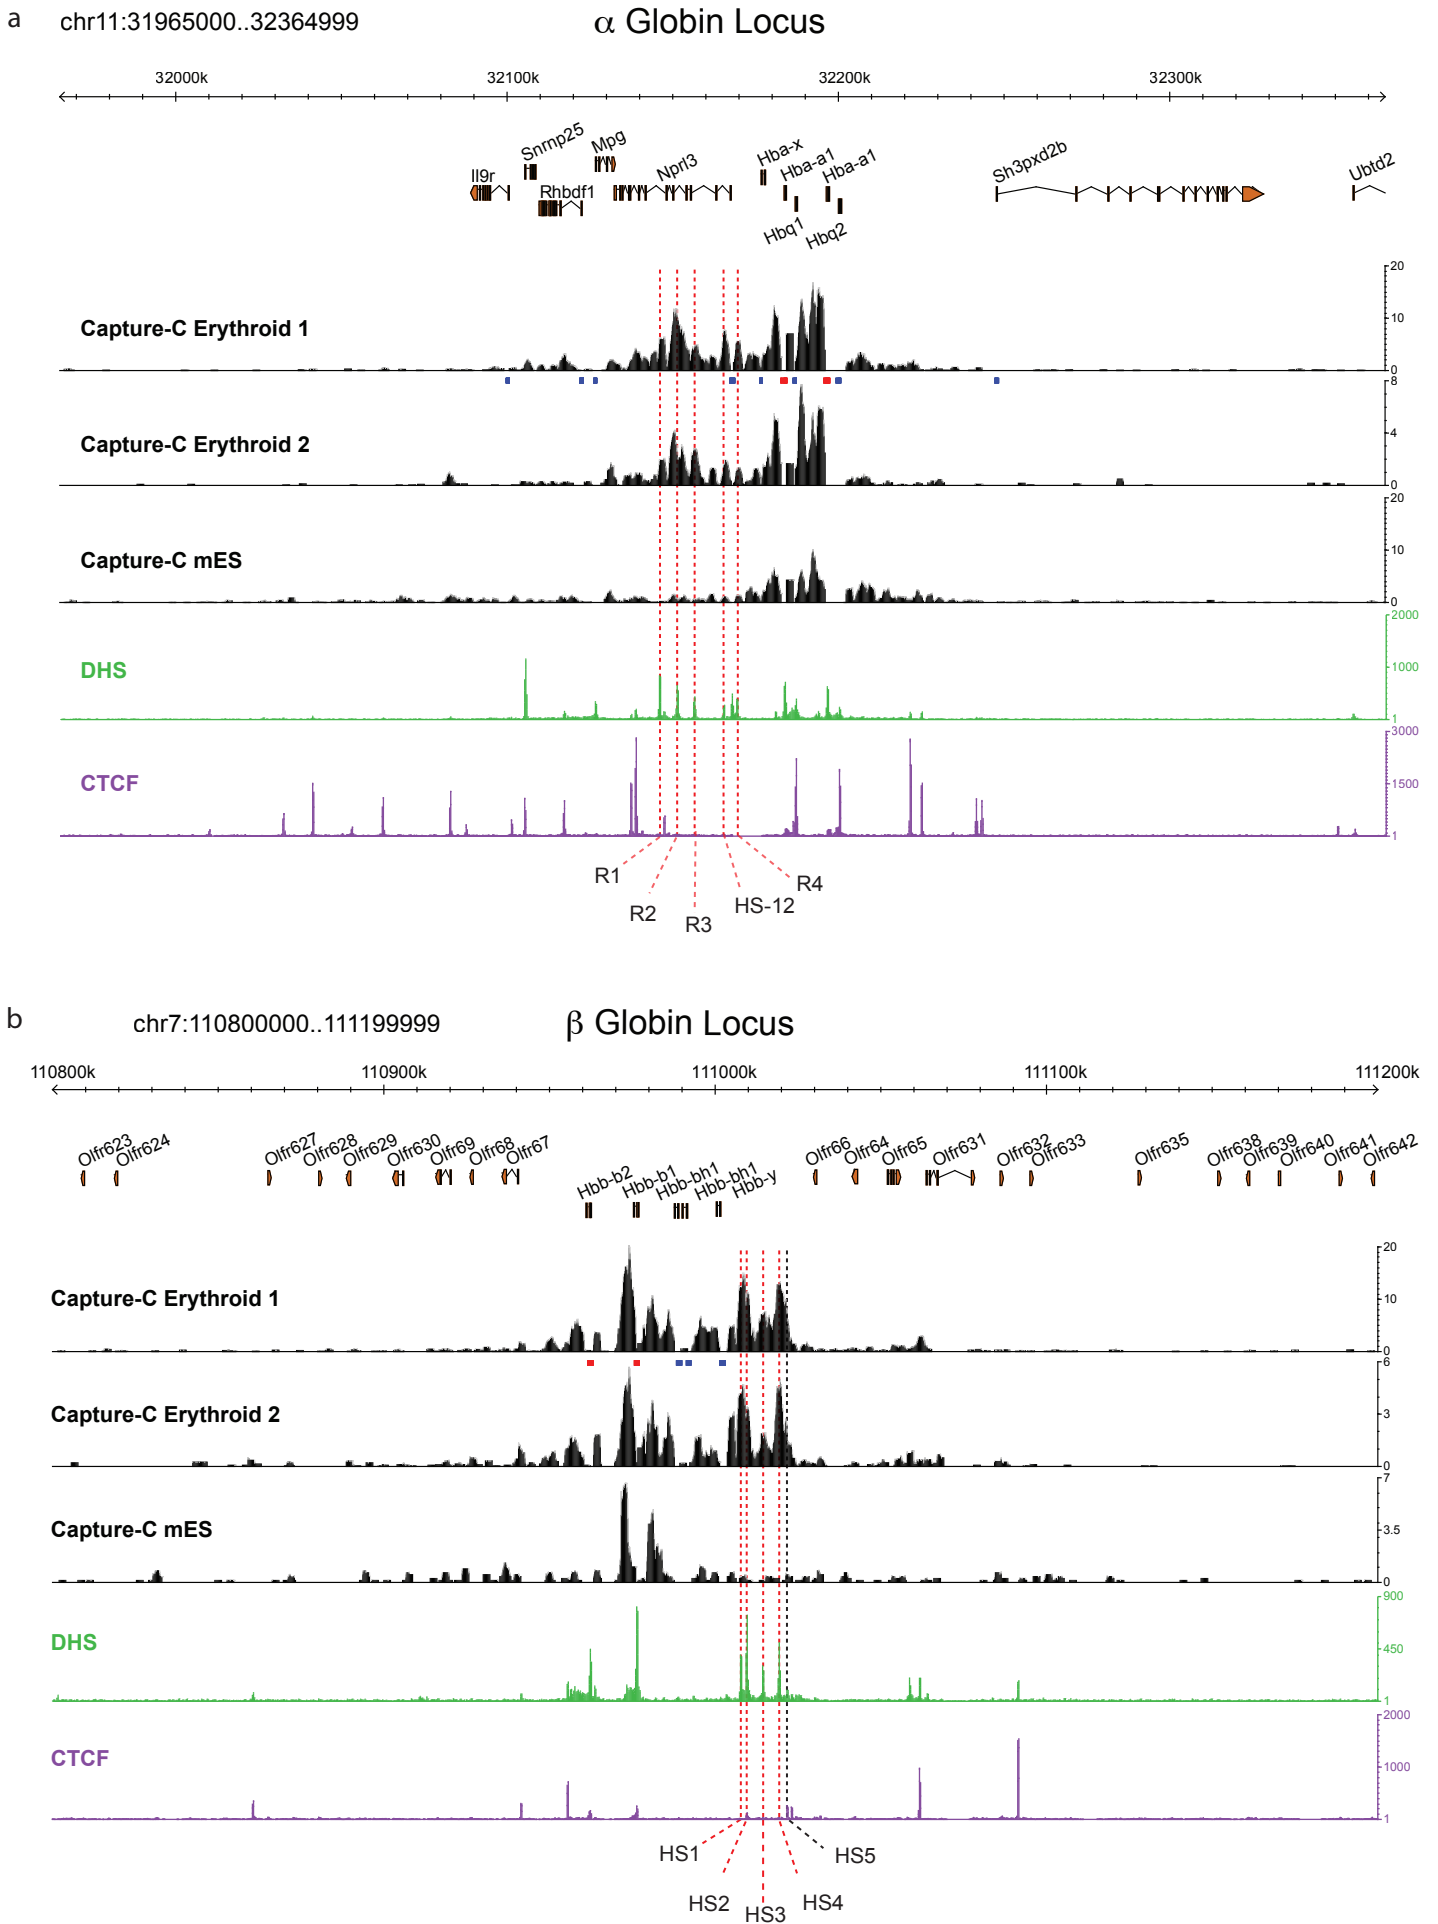 a
chr11:31965000..32364999
α Globin Locus
32000k 32100k 32200k 32300k
Il9r Snrnp25 Rhbdf1 Mpg Nprl3 Hba-x Hba-a1 Hba-a1 Sh3pxd2b Ubtd2
Hbq1 Hbq2
20
Capture-C Erythroid 1
10
0
8
Capture-C Erythroid 2
4
0
20
Capture-C mES
10
0
2000
DHS
1000
1
3000
CTCF
1500
1
R1 R2 R3 HS-12 R4
b
chr7:110800000..111199999
β Globin Locus
110800k 110900k 111000k 111100k 111200k
Olfr623 Olfr624 Olfr627 Olfr628 Olfr629 Olfr630 Olfr69 Olfr68 Olfr67 Olfr66 Olfr64 Olfr65 Olfr631 Olfr632 Olfr633 Olfr635 Olfr638 Olfr639 Olfr640 Olfr641 Olfr642
Hbb-b2 Hbb-b1 Hbb-bh1 Hbb-bh1 Hbb-y
20
Capture-C Erythroid 1
10
0
6
Capture-C Erythroid 2
3
0
7
Capture-C mES
3.5
0
900
DHS
450
1
2000
CTCF
1000
1
HS1 HS2 HS3 HS4 HS5